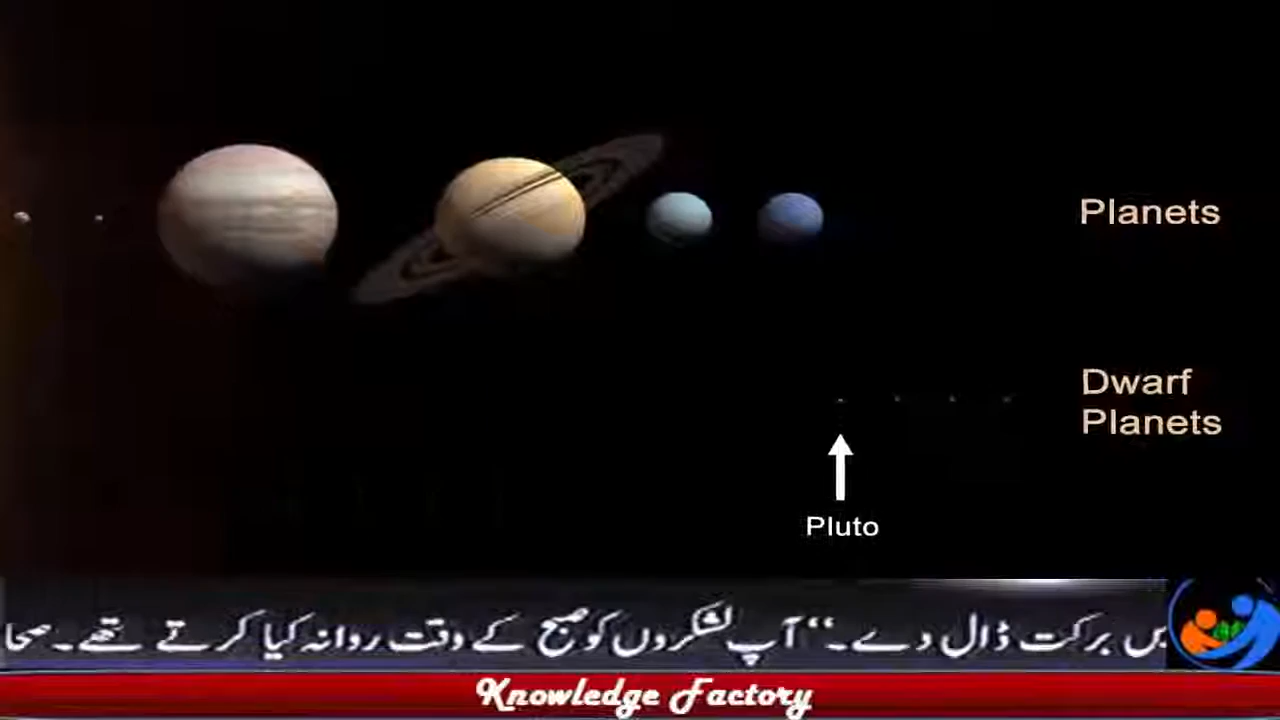 Planets
Dwarf
Planets
Pluto
برکت ڈال دے۔‘‘ آپ لشکروں کو صبح کے وقت روانہ کیا کرتے تھے۔
Knowledge Factory